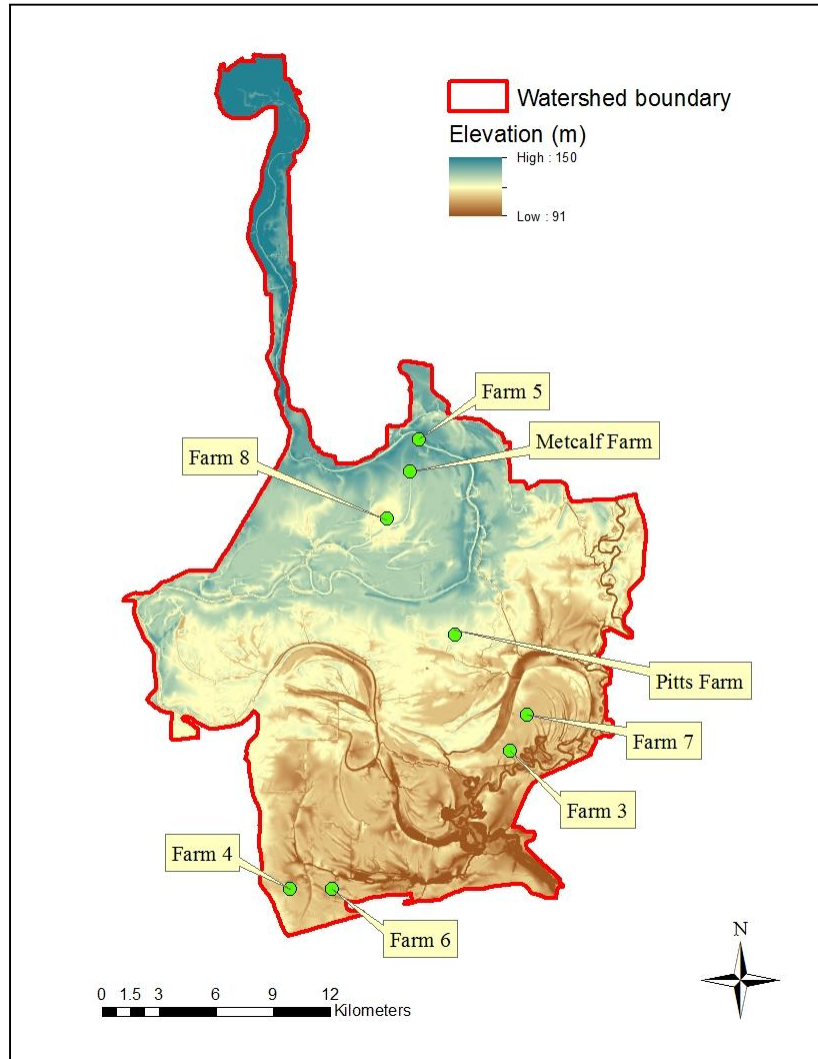 Watershed boundary
Elevation (m)
High : 150
Low : 91
Farm 5
Metcalf Farm
Farm 8
Pitts Farm
Farm 7
Farm 3
Farm 4
Farm 6
N
0 1.5 3 6 9 12
Kilometers